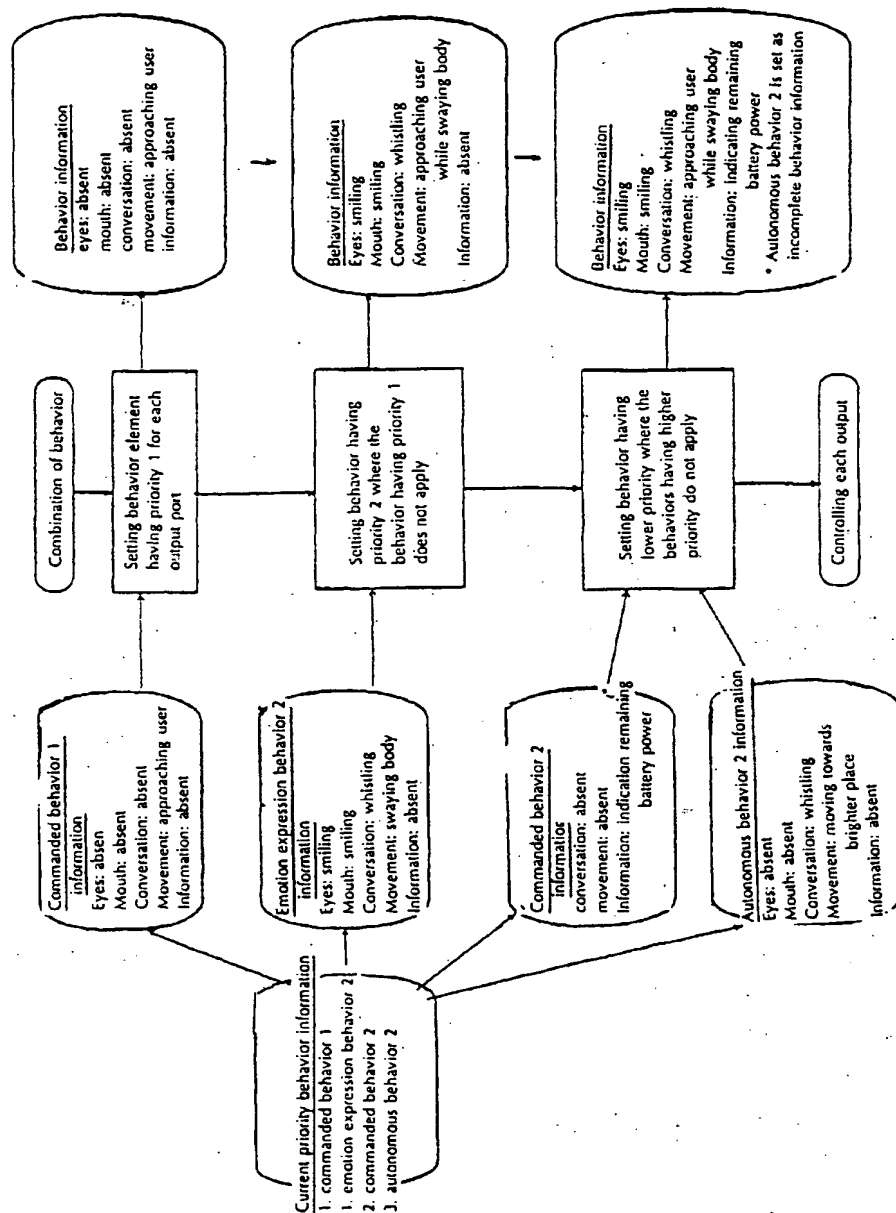 Current priority behavior information
1. commanded behavior 1
1. emotion expression behavior 2
2. commanded behavior 2
3. autonomous behavior 2
Commanded behavior 1
information
Eyes: absen
Mouth: absent
Conversation: absent
Movement: approaching user
Information: absent
Emotion expression behavior 2
information
Eyes: smiling
Mouth: smiling
Conversation: whistling
Movement: swaying body
Information: absent
Commanded behavior 2
information
conversation: absent
movement: absent
Information: Indication remaining
battery power
Autonomous behavior 2 information
Eyes: absent
Mouth: absent
Conversation: whistling
Movement: moving towards
brighter place
Information: absent
Combination of behavior
Setting behavior element
having priority 1 for each
output port
Setting behavior having
priority 2 where the
behavior having priority 1
does not apply
Setting behavior having
lower priority where the
behaviors having higher
priority do not apply
Controlling each output
Behavior information
eyes: absent
mouth: absent
conversation: absent
movement: approaching user
information: absent
Behavior information
Eyes: smiling
Mouth: smiling
Conversation: whistling
Movement: approaching user
while swaying body
Information: absent
Behavior information
Eyes: smiling
Mouth: smiling
Conversation: whistling
Movement: approaching user
while swaying body
Information: Indicating remaining
battery power
* Autonomous behavior 2 is set as
incomplete behavior information